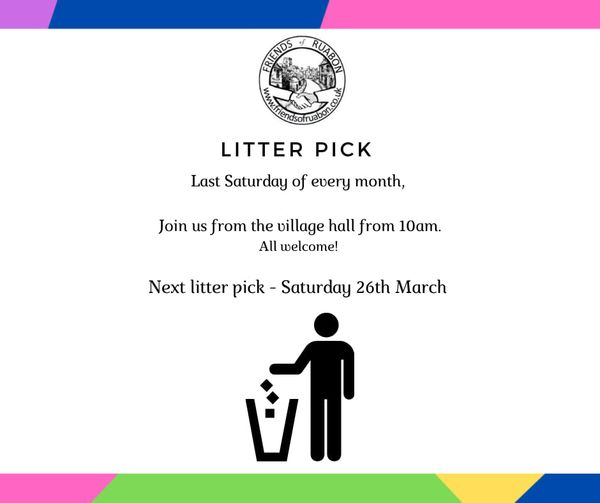 FRIENDS of RUABON
www.friendsofruabon.co.uk
LITTER PICK
Last Saturday of every month,
Join us from the village hall from 10am.
All welcome!
Next litter pick - Saturday 26th March